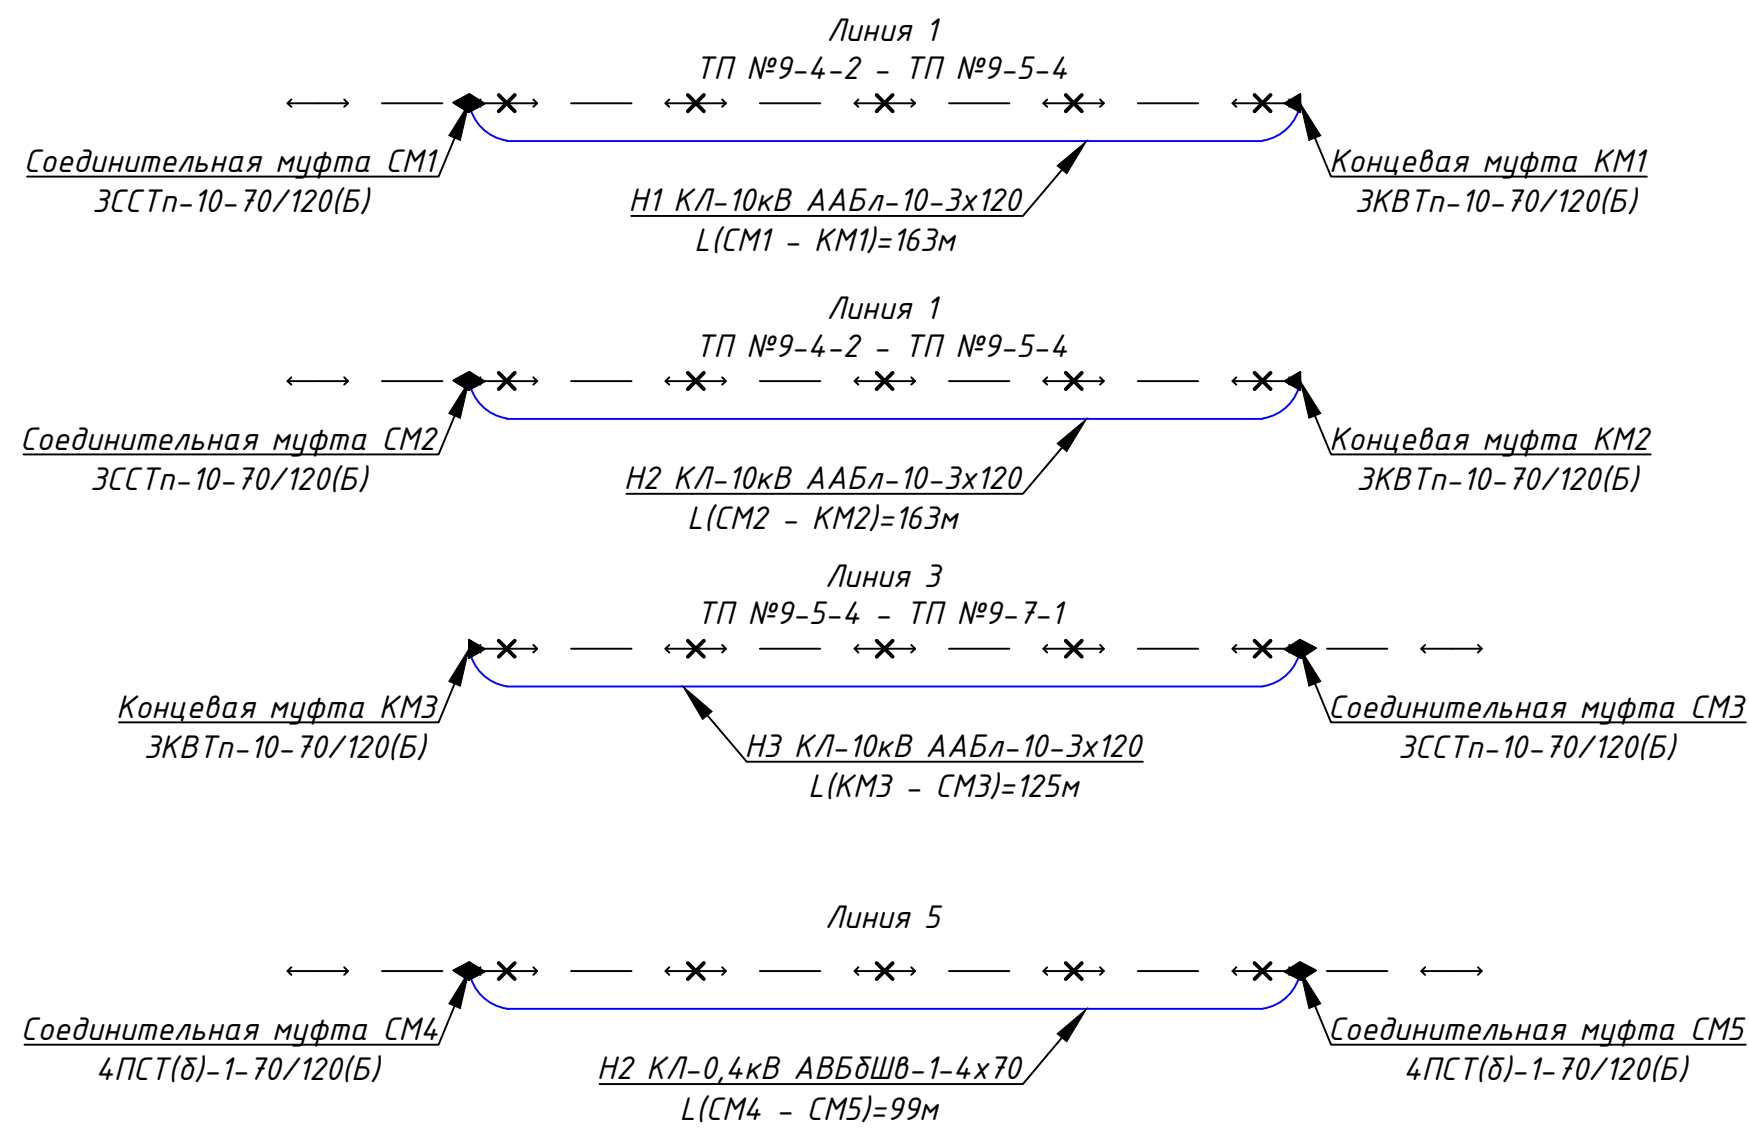 Линия 1
ТП №9-4-2 - ТП №9-5-4
Соединительная муфта СМ1
3ССТп-10-70/120(Б)
Н1 КЛ-10кВ ААБл-10-3х120
L(СМ1 - КМ1)=163м
Концевая муфта КМ1
3КВТп-10-70/120(Б)
Линия 1
ТП №9-4-2 - ТП №9-5-4
Соединительная муфта СМ2
3ССТп-10-70/120(Б)
Н2 КЛ-10кВ ААБл-10-3х120
L(СМ2 - КМ2)=163м
Концевая муфта КМ2
3КВТп-10-70/120(Б)
Линия 3
ТП №9-5-4 - ТП №9-7-1
Концевая муфта КМ3
3КВТп-10-70/120(Б)
Н3 КЛ-10кВ ААБл-10-3х120
L(КМ3 - СМ3)=125м
Соединительная муфта СМ3
3ССТп-10-70/120(Б)
Линия 5
Соединительная муфта СМ4
4ПСТ(б)-1-70/120(Б)
Н2 КЛ-0,4кВ АВБбШв-1-4х70
L(СМ4 - СМ5)=99м
Соединительная муфта СМ5
4ПСТ(б)-1-70/120(Б)